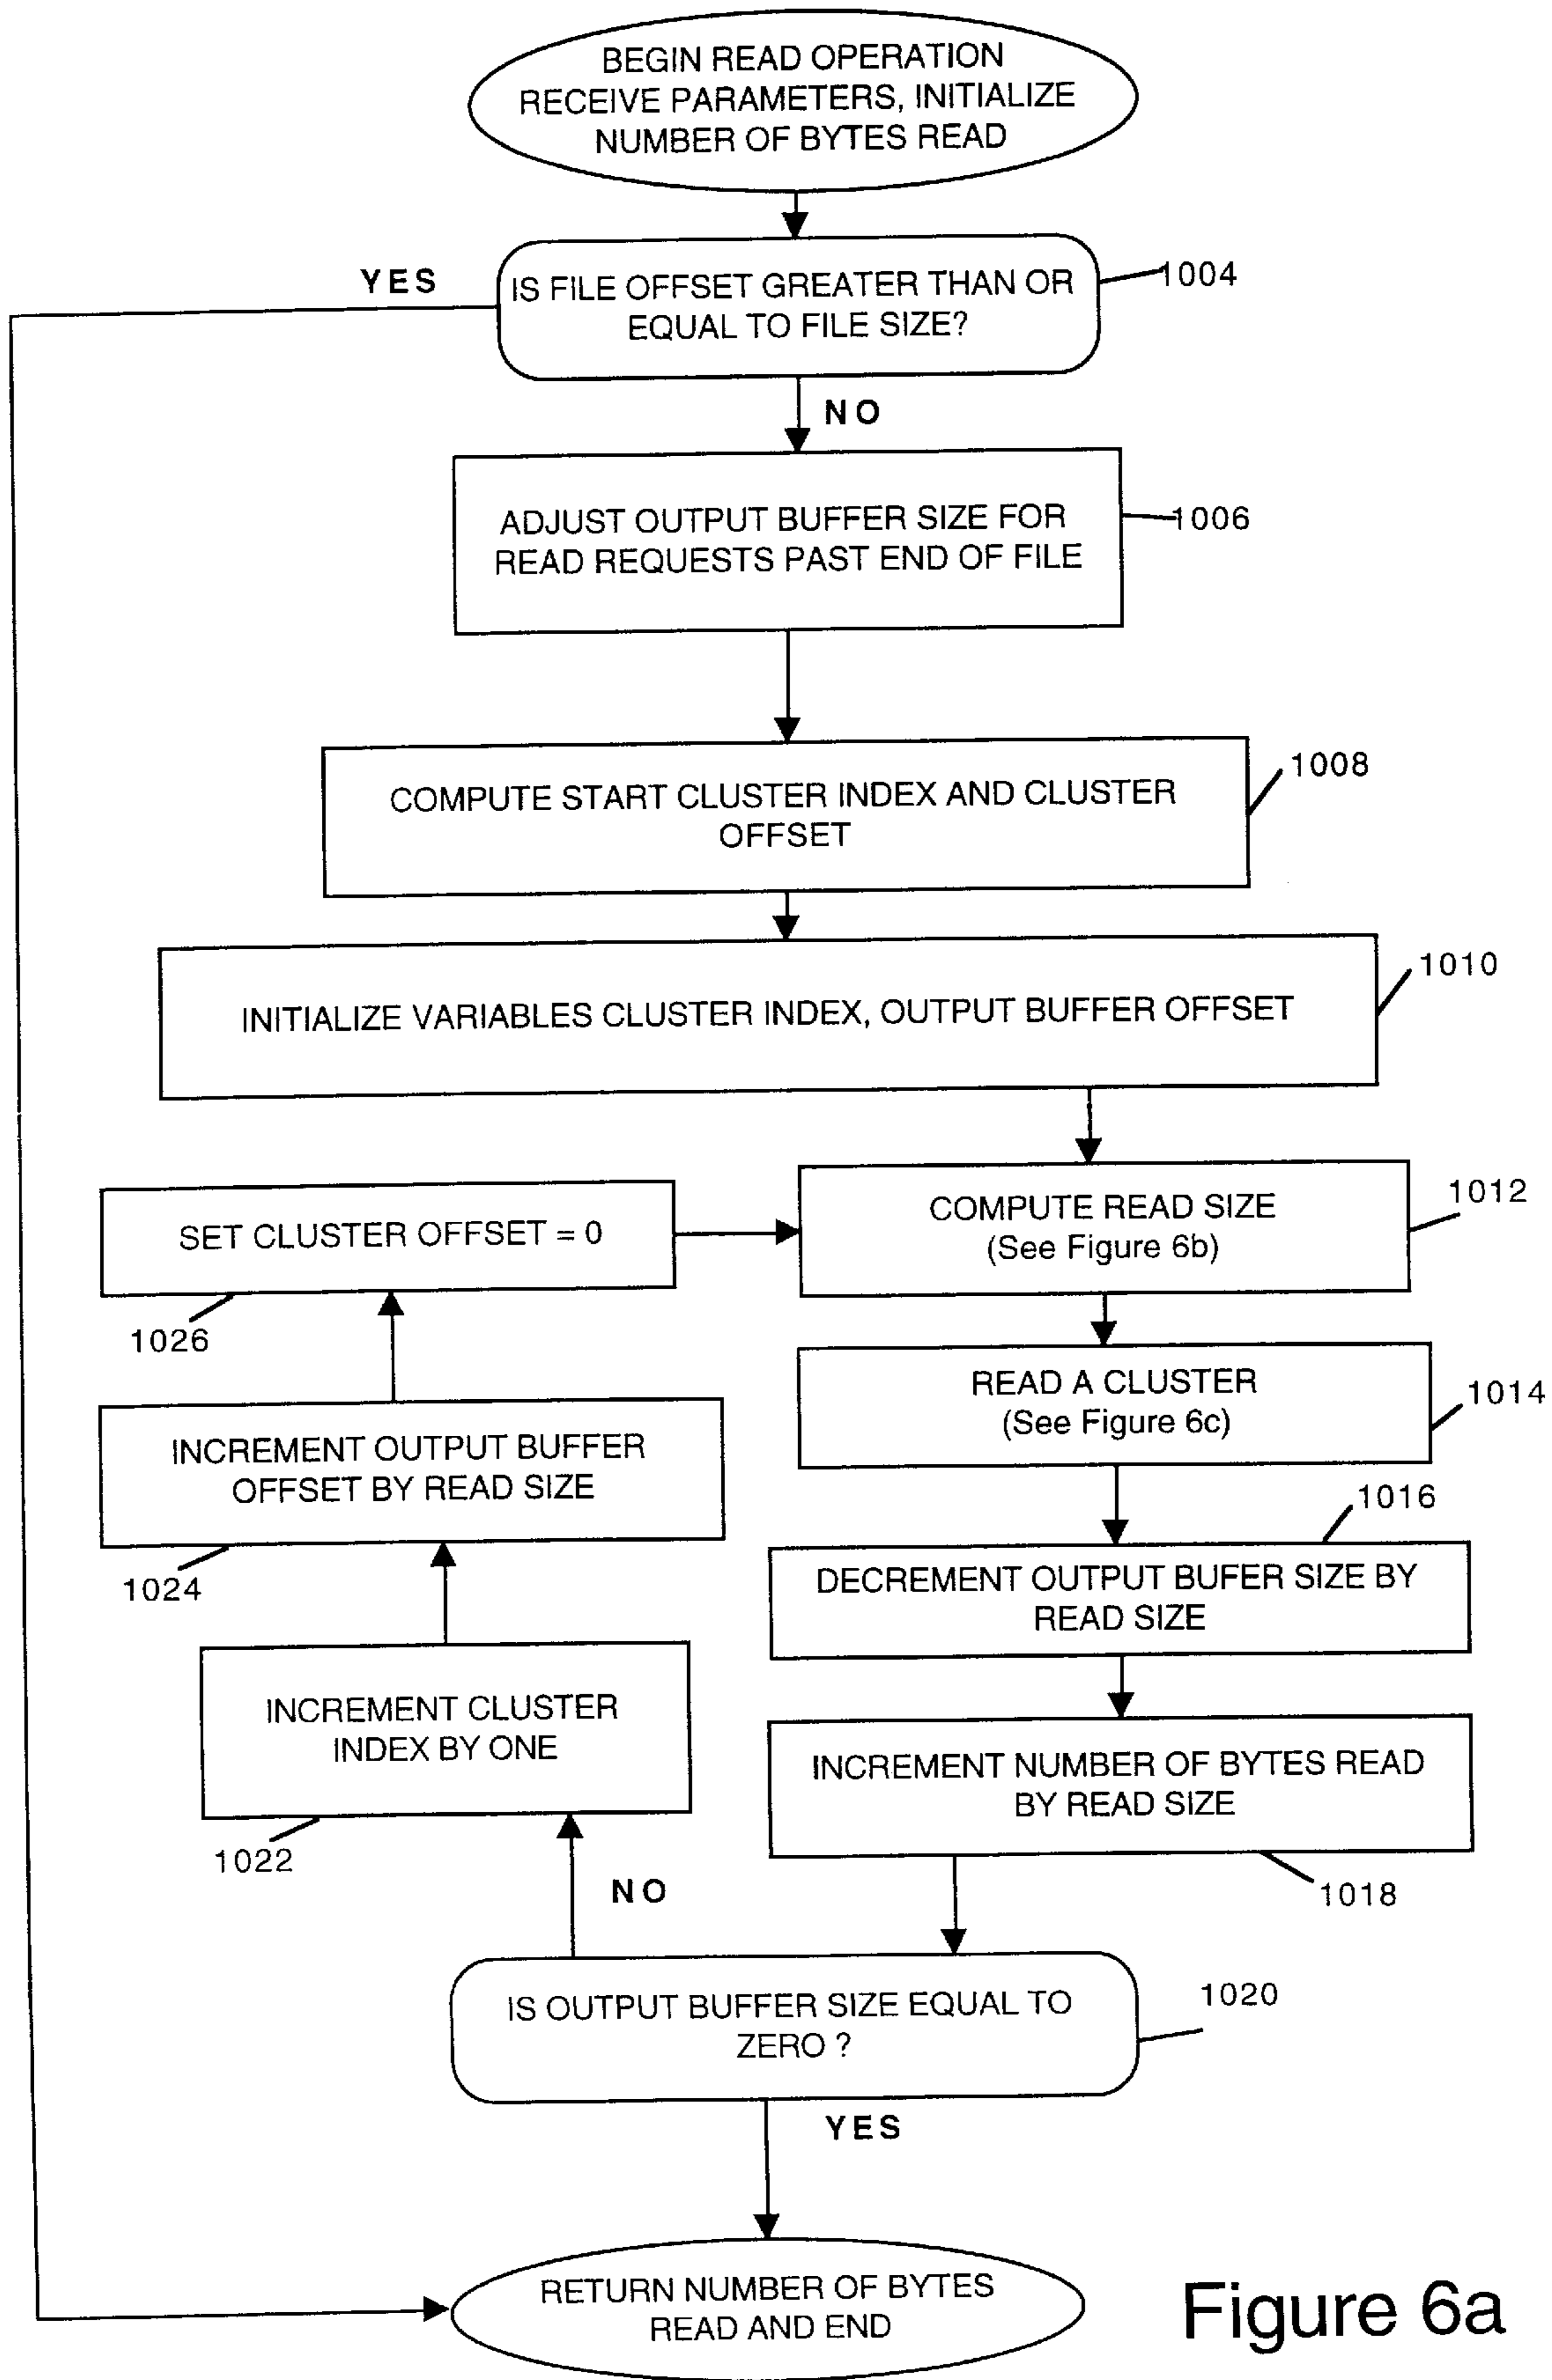 BEGIN READ OPERATION
RECEIVE PARAMETERS, INITIALIZE
NUMBER OF BYTES READ
YES
IS FILE OFFSET GREATER THAN OR
EQUAL TO FILE SIZE?
1004
NO
ADJUST OUTPUT BUFFER SIZE FOR
READ REQUESTS PAST END OF FILE
1006
COMPUTE START CLUSTER INDEX AND CLUSTER
OFFSET
1008
INITIALIZE VARIABLES CLUSTER INDEX, OUTPUT BUFFER OFFSET
1010
SET CLUSTER OFFSET = 0
1026
COMPUTE READ SIZE
(See Figure 6b)
1012
READ A CLUSTER
(See Figure 6c)
1014
INCREMENT OUTPUT BUFFER
OFFSET BY READ SIZE
1024
1016
DECREMENT OUTPUT BUFER SIZE BY
READ SIZE
INCREMENT CLUSTER
INDEX BY ONE
1022
INCREMENT NUMBER OF BYTES READ
BY READ SIZE
1018
NO
IS OUTPUT BUFFER SIZE EQUAL TO
ZERO ?
1020
YES
RETURN NUMBER OF BYTES
READ AND END
Figure 6a